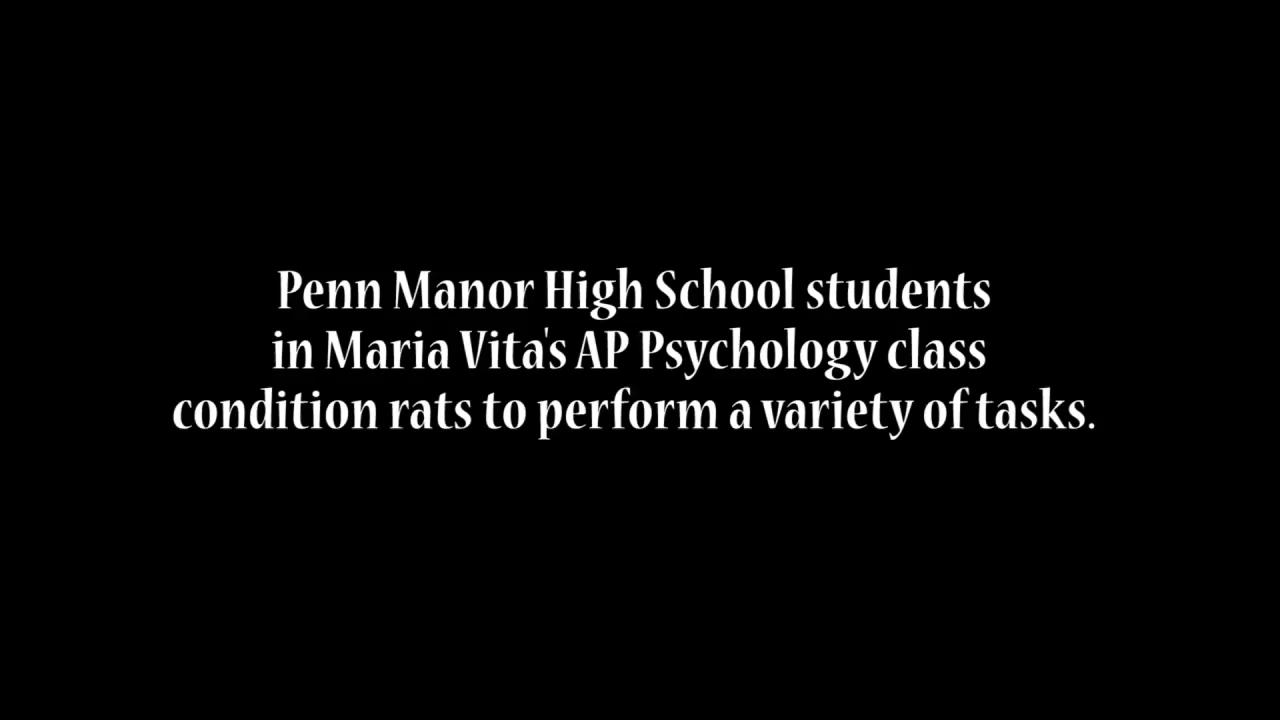 Penn Manor High School students
in Maria Vita's AP Psychology class
condition rats to perform a variety of tasks.